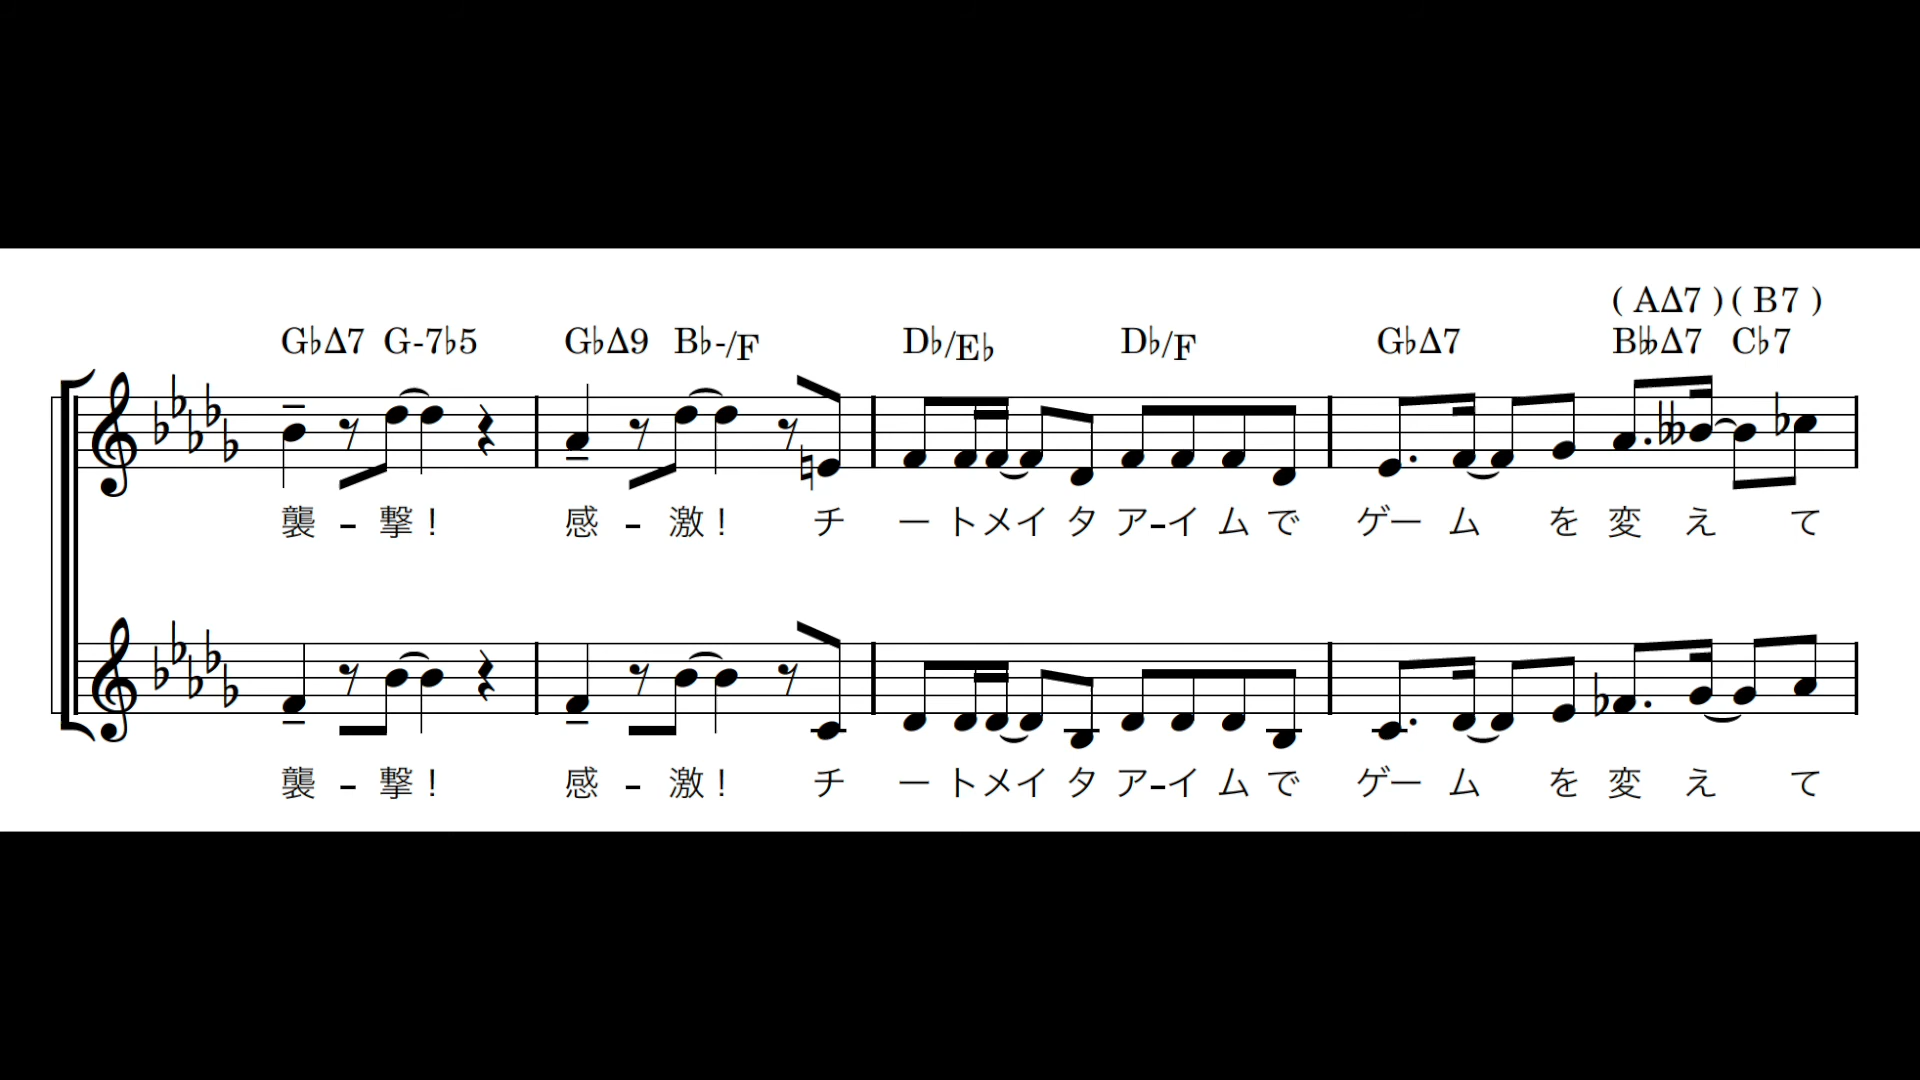 ( AΔ7 ) ( B7 )
G♭Δ7 G-7♭5 G♭Δ9 B♭-/F D♭/E♭ D♭/F G♭Δ7 B𝄫Δ7 C♭7
襲 - 撃！ 感 - 激！ チ ートメイ タ ア-イ ム で ゲー ム を 変 え て
襲 - 撃！ 感 - 激！ チ ートメイ タ ア-イ ム で ゲー ム を 変 え て